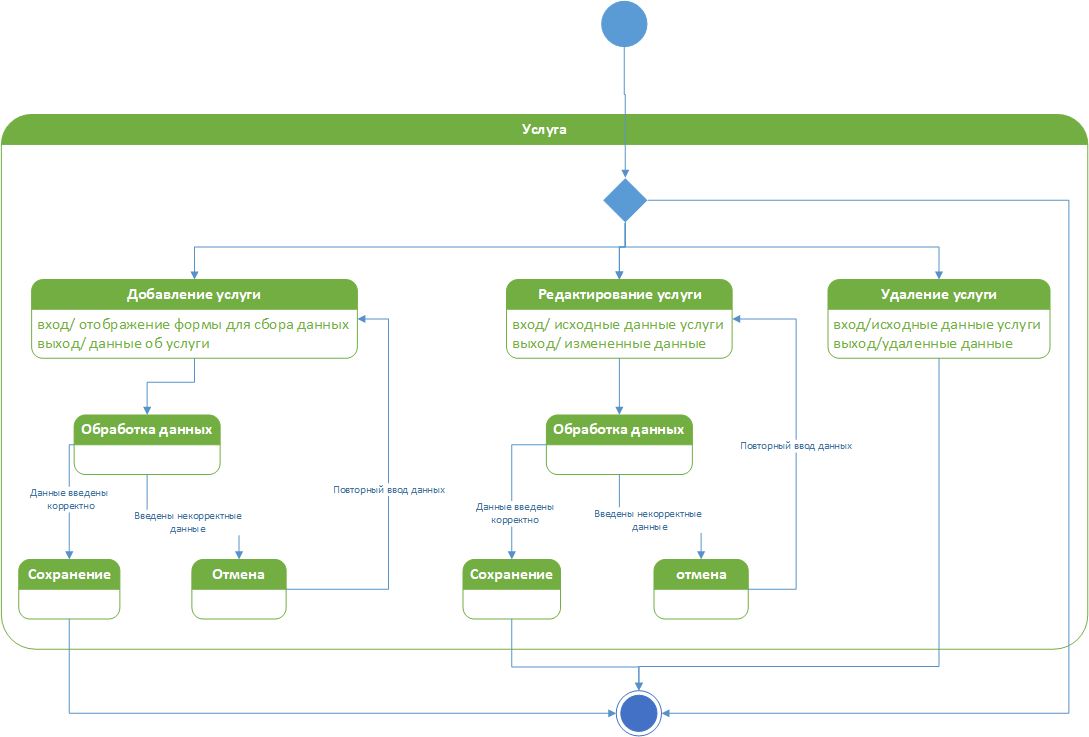 Услуга
Добавление услуги
вход/ отображение формы для сбора данных
выход/ данные об услуги
Редактирование услуги
вход/ исходные данные услуги
выход/ измененные данные
Удаление услуги
вход/исходные данные услуги
выход/удаленные данные
Обработка данных
Обработка данных
Повторный ввод данных
Повторный ввод данных
Данные введены
корректно
Введены некорректные
данные
Данные введены
корректно
Введены некорректные
данные
Сохранение
Отмена
Сохранение
отмена